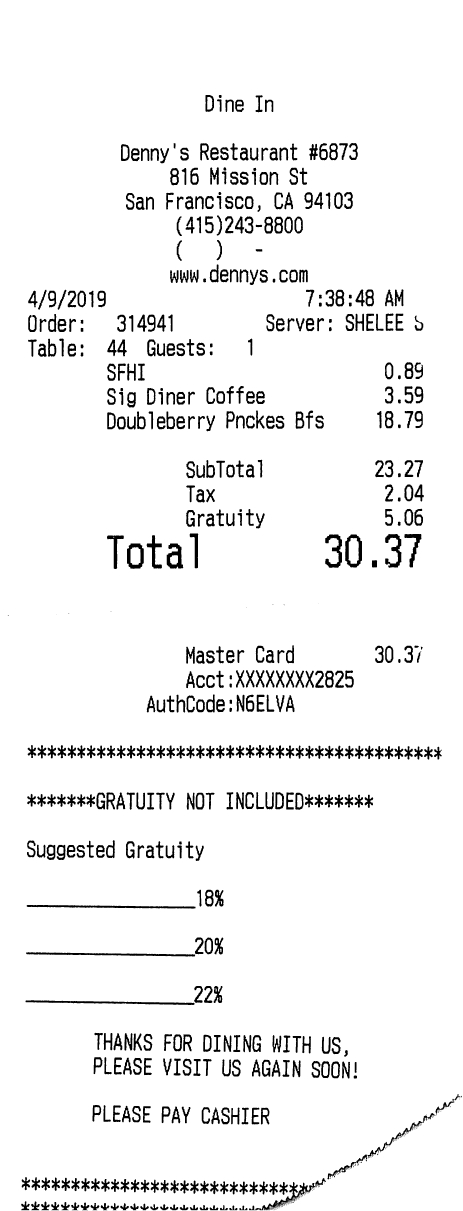 Dine In
Denny's Restaurant #6873
816 Mission St
San Francisco, CA 94103
(415)243-8800
(   )   -
www.dennys.com
4/9/2019 7:38:48 AM
Order: 314941 Server: SHELEE S
Table: 44 Guests: 1
SFHI 0.89
Sig Diner Coffee 3.59
Doubleberry Pnckes Bfs 18.79
SubTotal 23.27
Tax 2.04
Gratuity 5.06
Total 30.37
Master Card 30.37
Acct:XXXXXXXX2825
AuthCode:N6ELVA
******************************************
*******GRATUITY NOT INCLUDED*******
Suggested Gratuity
_________________18%
_________________20%
_________________22%
THANKS FOR DINING WITH US,
PLEASE VISIT US AGAIN SOON!
PLEASE PAY CASHIER
*****************************
*************************